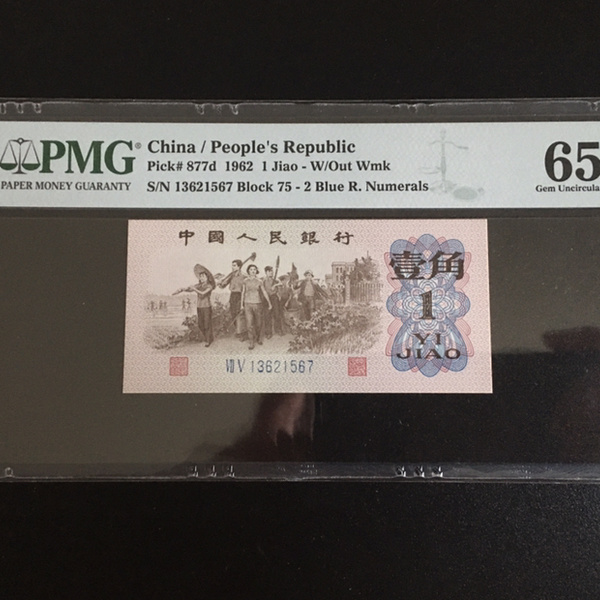 PMG®
PAPER MONEY GUARANTY
China / People's Republic
Pick# 877d 1962 1 Jiao - W/Out Wmk
S/N 13621567 Block 75 - 2 Blue R. Numerals
65
Gem Uncircula
中國人民銀行
壹角
1
YI
JIAO
Ⅶ Ⅴ 13621567